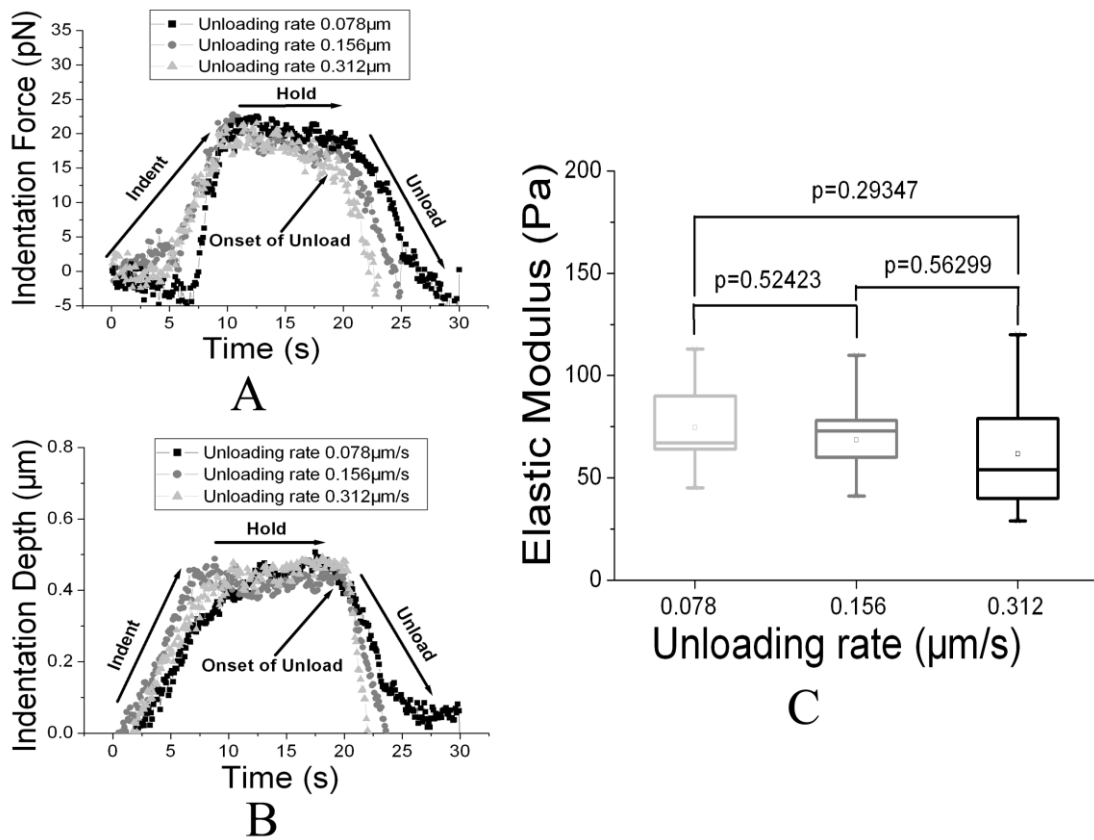 35
30
25
20
15
10
5
0
-5
Indentation Force (pN)
Unloading rate 0.078µm
Unloading rate 0.156µm
Unloading rate 0.312µm
Hold
Indent
Unload
Onset of Unload
0 5 10 15 20 25 30
Time (s)
A
0.8
0.6
0.4
0.2
0.0
Indentation Depth (µm)
Unloading rate 0.078µm/s
Unloading rate 0.156µm/s
Unloading rate 0.312µm/s
Hold
Indent
Unload
Onset of Unload
0 5 10 15 20 25 30
Time (s)
B
200
150
100
50
0
Elastic Modulus (Pa)
p=0.29347
p=0.52423
p=0.56299
0.078 0.156 0.312
Unloading rate (µm/s)
C